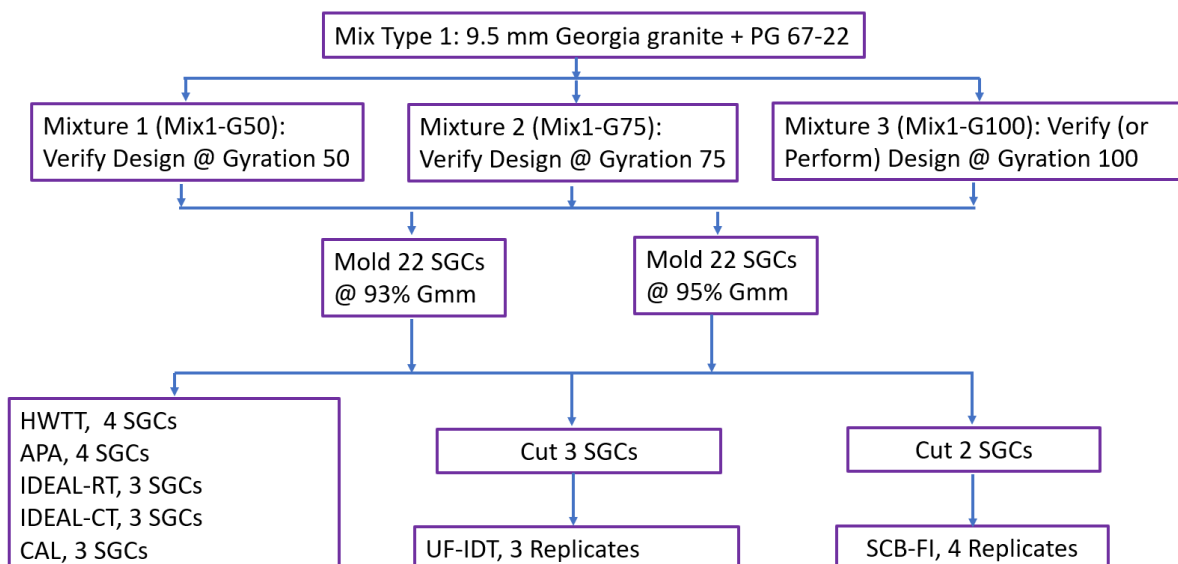 Mix Type 1: 9.5 mm Georgia granite + PG 67-22
Mixture 1 (Mix1-G50):
Verify Design @ Gyration 50
Mixture 2 (Mix1-G75):
Verify Design @ Gyration 75
Mixture 3 (Mix1-G100): Verify (or
Perform) Design @ Gyration 100
Mold 22 SGCs
@ 93% Gmm
Mold 22 SGCs
@ 95% Gmm
HWTT, 4 SGCs
APA, 4 SGCs
IDEAL-RT, 3 SGCs
IDEAL-CT, 3 SGCs
CAL, 3 SGCs
Cut 3 SGCs
UF-IDT, 3 Replicates
Cut 2 SGCs
SCB-FI, 4 Replicates